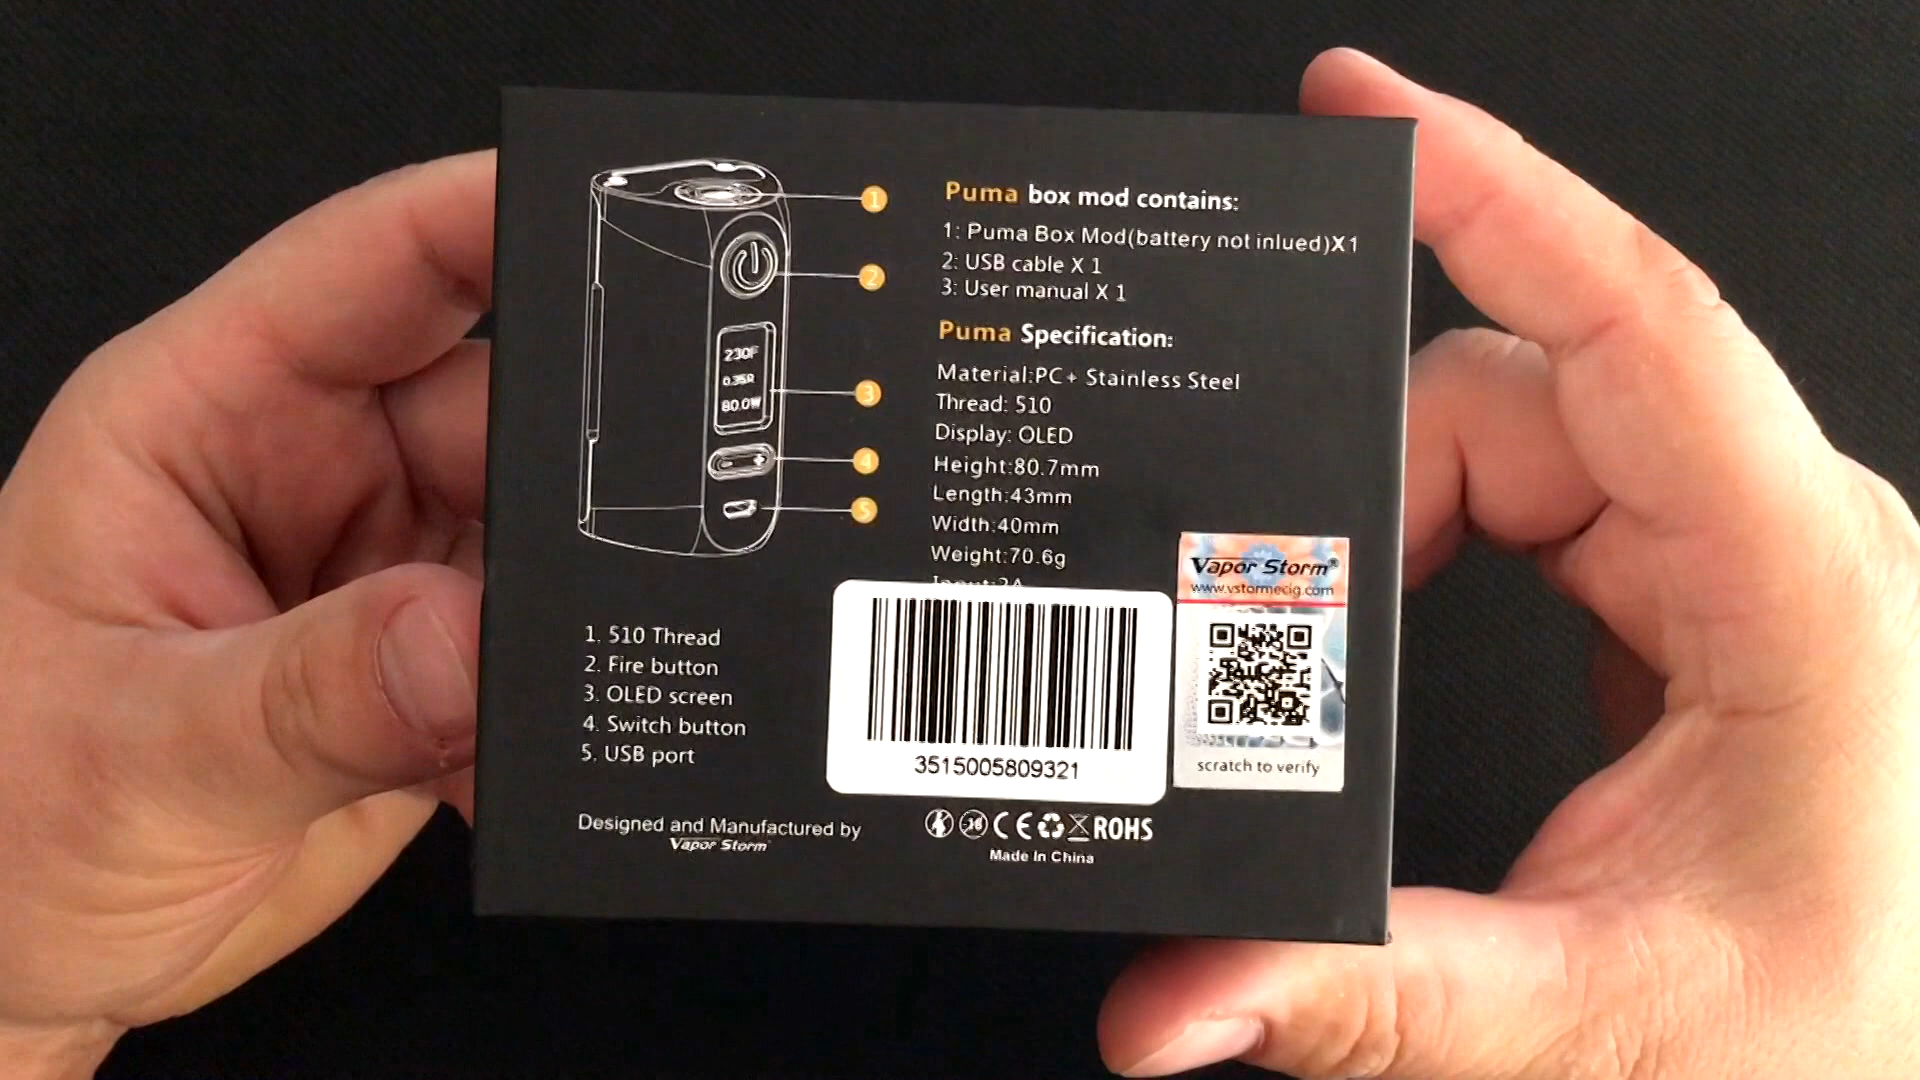 1
2
3
4
5
230F
0.35Ω
80.0W
Puma box mod contains:
1: Puma Box Mod(battery not inlued)X1
2: USB cable X 1
3: User manual X 1
Puma Specification:
Material:PC+ Stainless Steel
Thread: 510
Display: OLED
Height:80.7mm
Length:43mm
Width:40mm
Weight:70.6g
Input:2A
1. 510 Thread
2. Fire button
3. OLED screen
4. Switch button
5. USB port
3515005809321
Vapor Storm®
www.vstormecig.com
scratch to verify
Designed and Manufactured by
Vapor Storm
-18 CE ROHS
Made In China